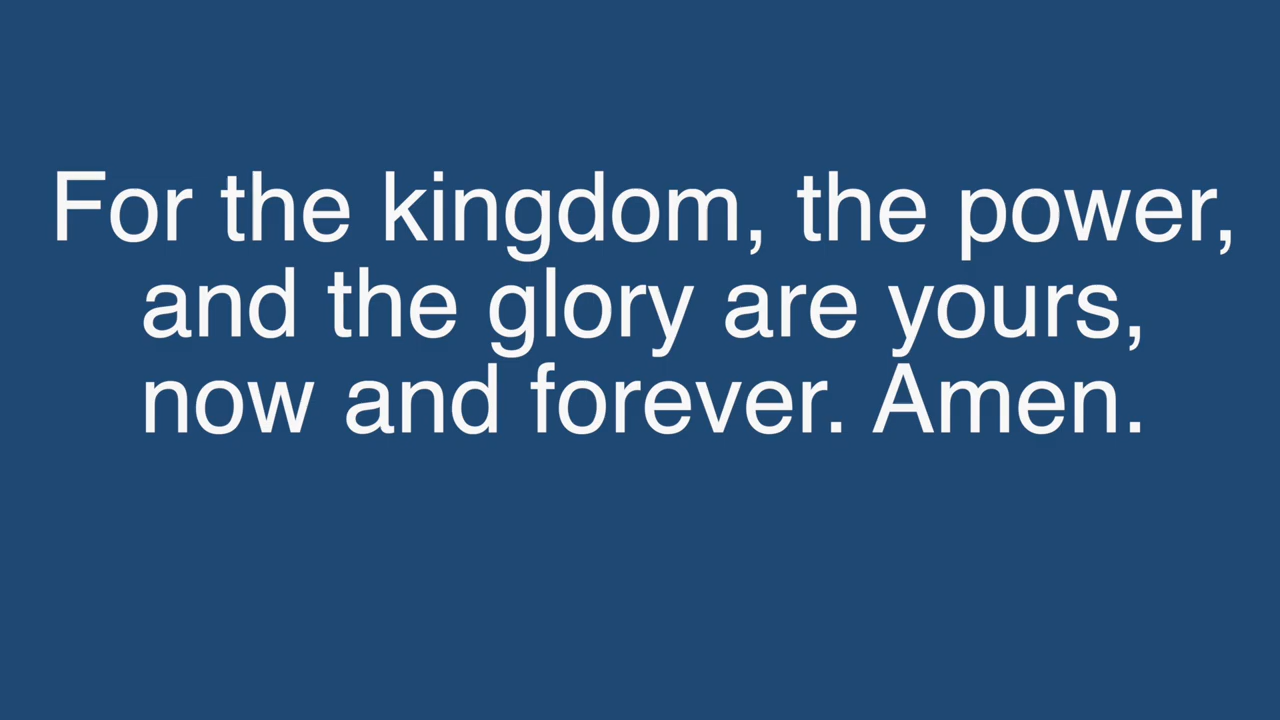 For the kingdom, the power,
and the glory are yours,
now and forever. Amen.